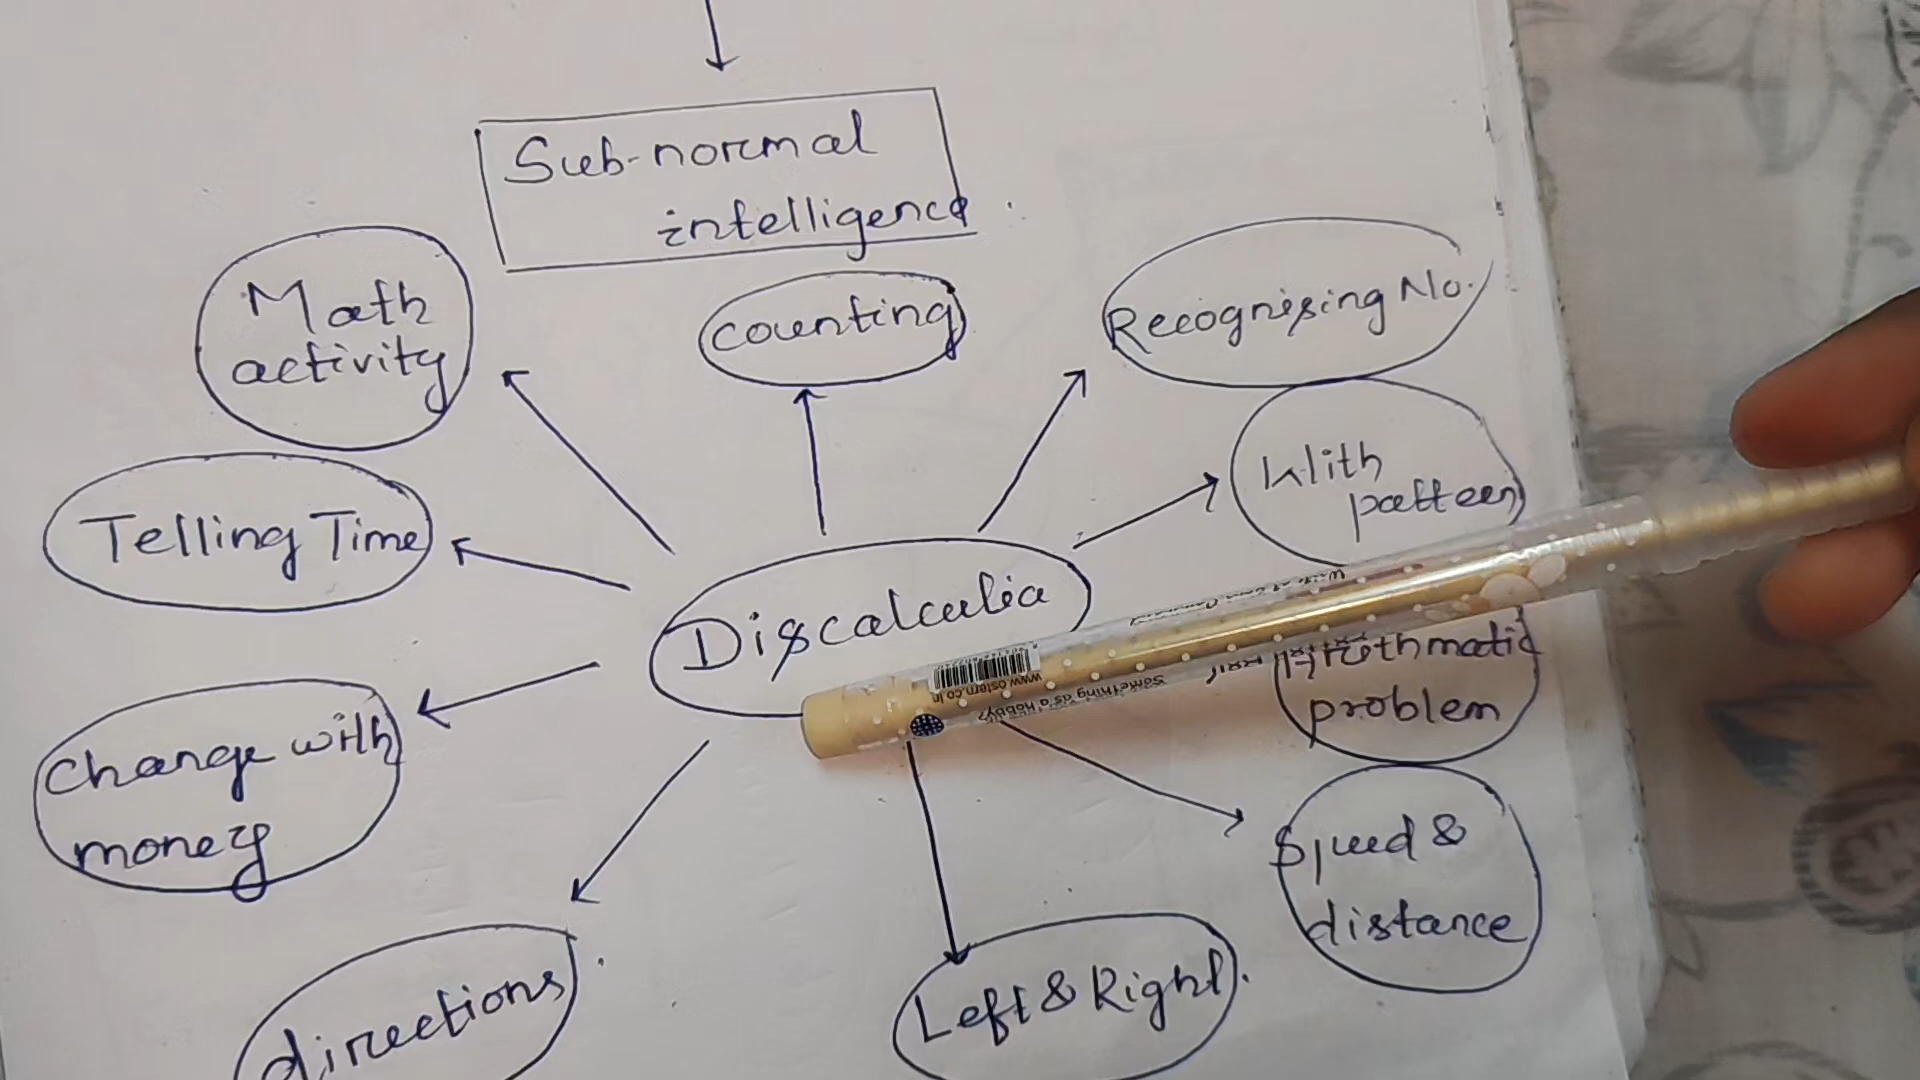 Sub-normal
intelligence
Math
activity
counting
Recognising No.
With
pattern
Telling Time
Discalculia
Change with
money
Arithmatic
problem
Speed &
distance
directions
Left & Right.
www.ostern.co.in
Something as a hobby?